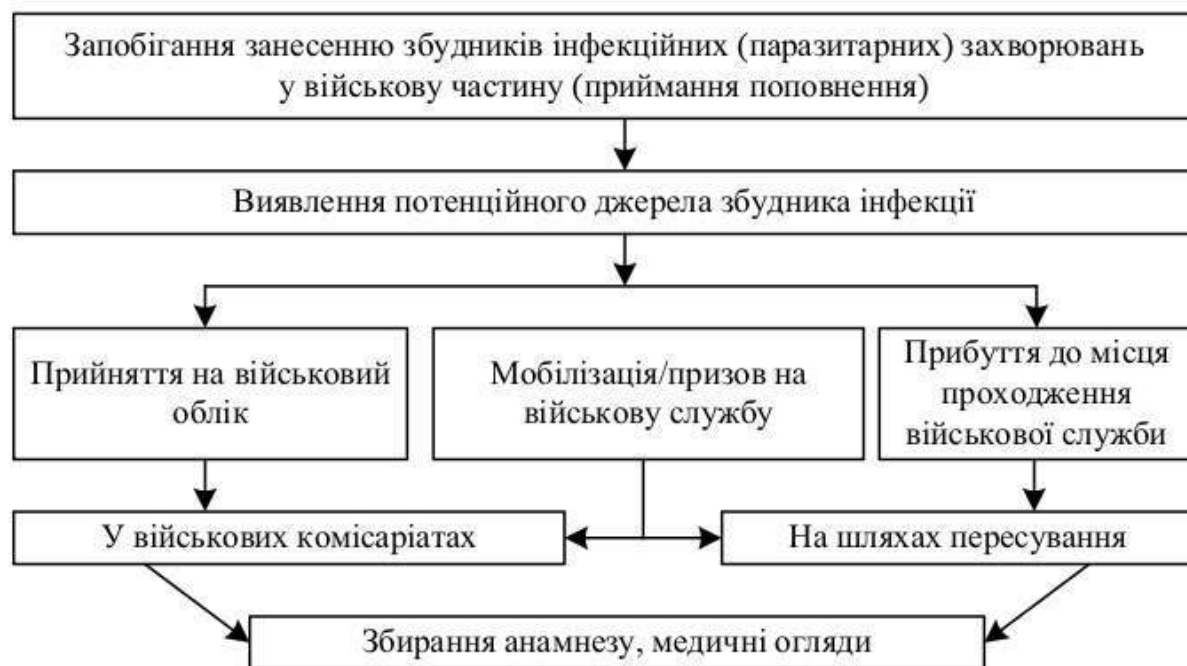 Запобігання занесенню збудників інфекційних (паразитарних) захворювань
у військову частину (приймання поповнення)
Виявлення потенційного джерела збудника інфекції
Прийняття на військовий
облік
Мобілізація/призов на
військову службу
Прибуття до місця
проходження
військової служби
У військових комісаріатах
На шляхах пересування
Збирання анамнезу, медичні огляди